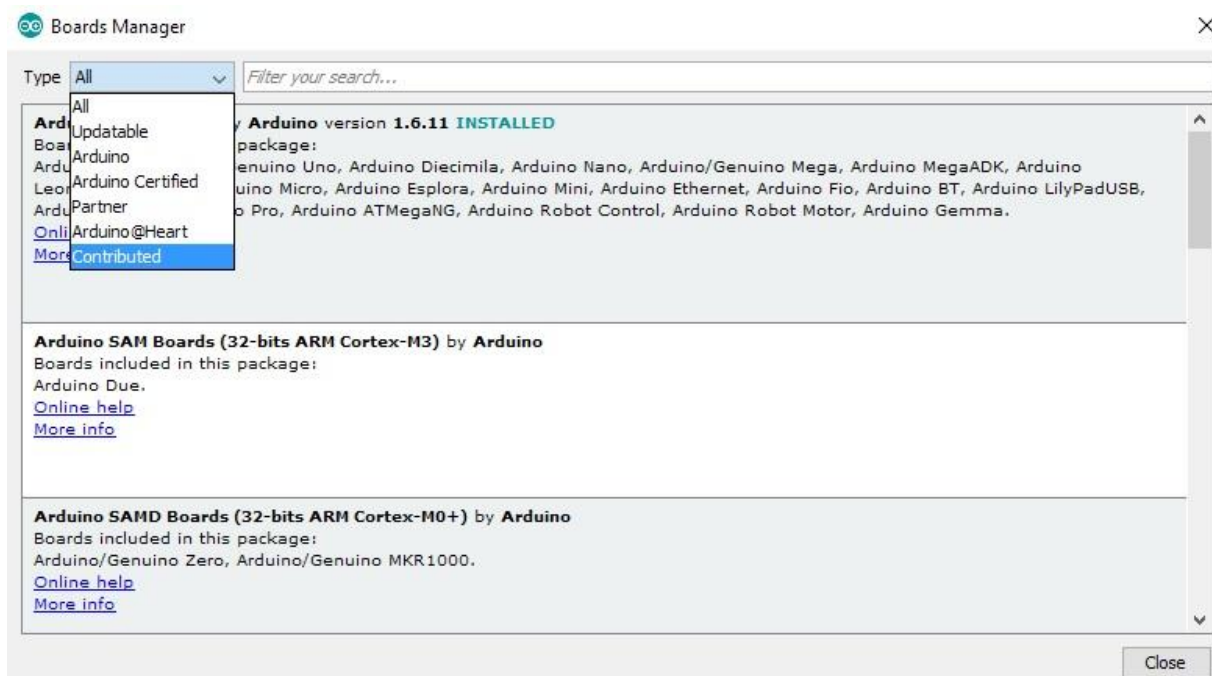 Boards Manager
Type All Filter your search...
All
Updatable
Arduino
Arduino Certified
Partner
Arduino@Heart
Contributed
Ard y Arduino version 1.6.11 INSTALLED
Boar package:
Ardu enuino Uno, Arduino Diecimila, Arduino Nano, Arduino/Genuino Mega, Arduino MegaADK, Arduino
Leon uino Micro, Arduino Esplora, Arduino Mini, Arduino Ethernet, Arduino Fio, Arduino BT, Arduino LilyPadUSB,
Ardu o Pro, Arduino ATMegaNG, Arduino Robot Control, Arduino Robot Motor, Arduino Gemma.
Onli
More
Arduino SAM Boards (32-bits ARM Cortex-M3) by Arduino
Boards included in this package:
Arduino Due.
Online help
More info
Arduino SAMD Boards (32-bits ARM Cortex-M0+) by Arduino
Boards included in this package:
Arduino/Genuino Zero, Arduino/Genuino MKR1000.
Online help
More info
Close